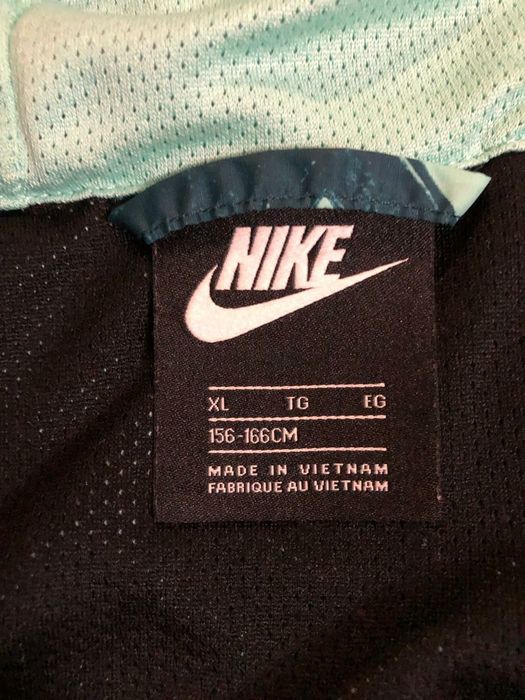 NIKE
XL TG EG
156-166CM
MADE IN VIETNAM
FABRIQUE AU VIETNAM